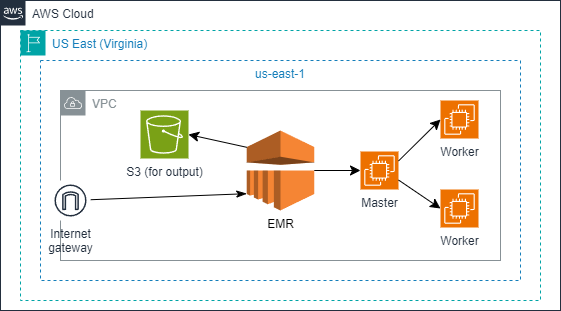 aws
AWS Cloud
US East (Virginia)
us-east-1
VPC
S3 (for output)
EMR
Master
Worker
Worker
Internet
gateway